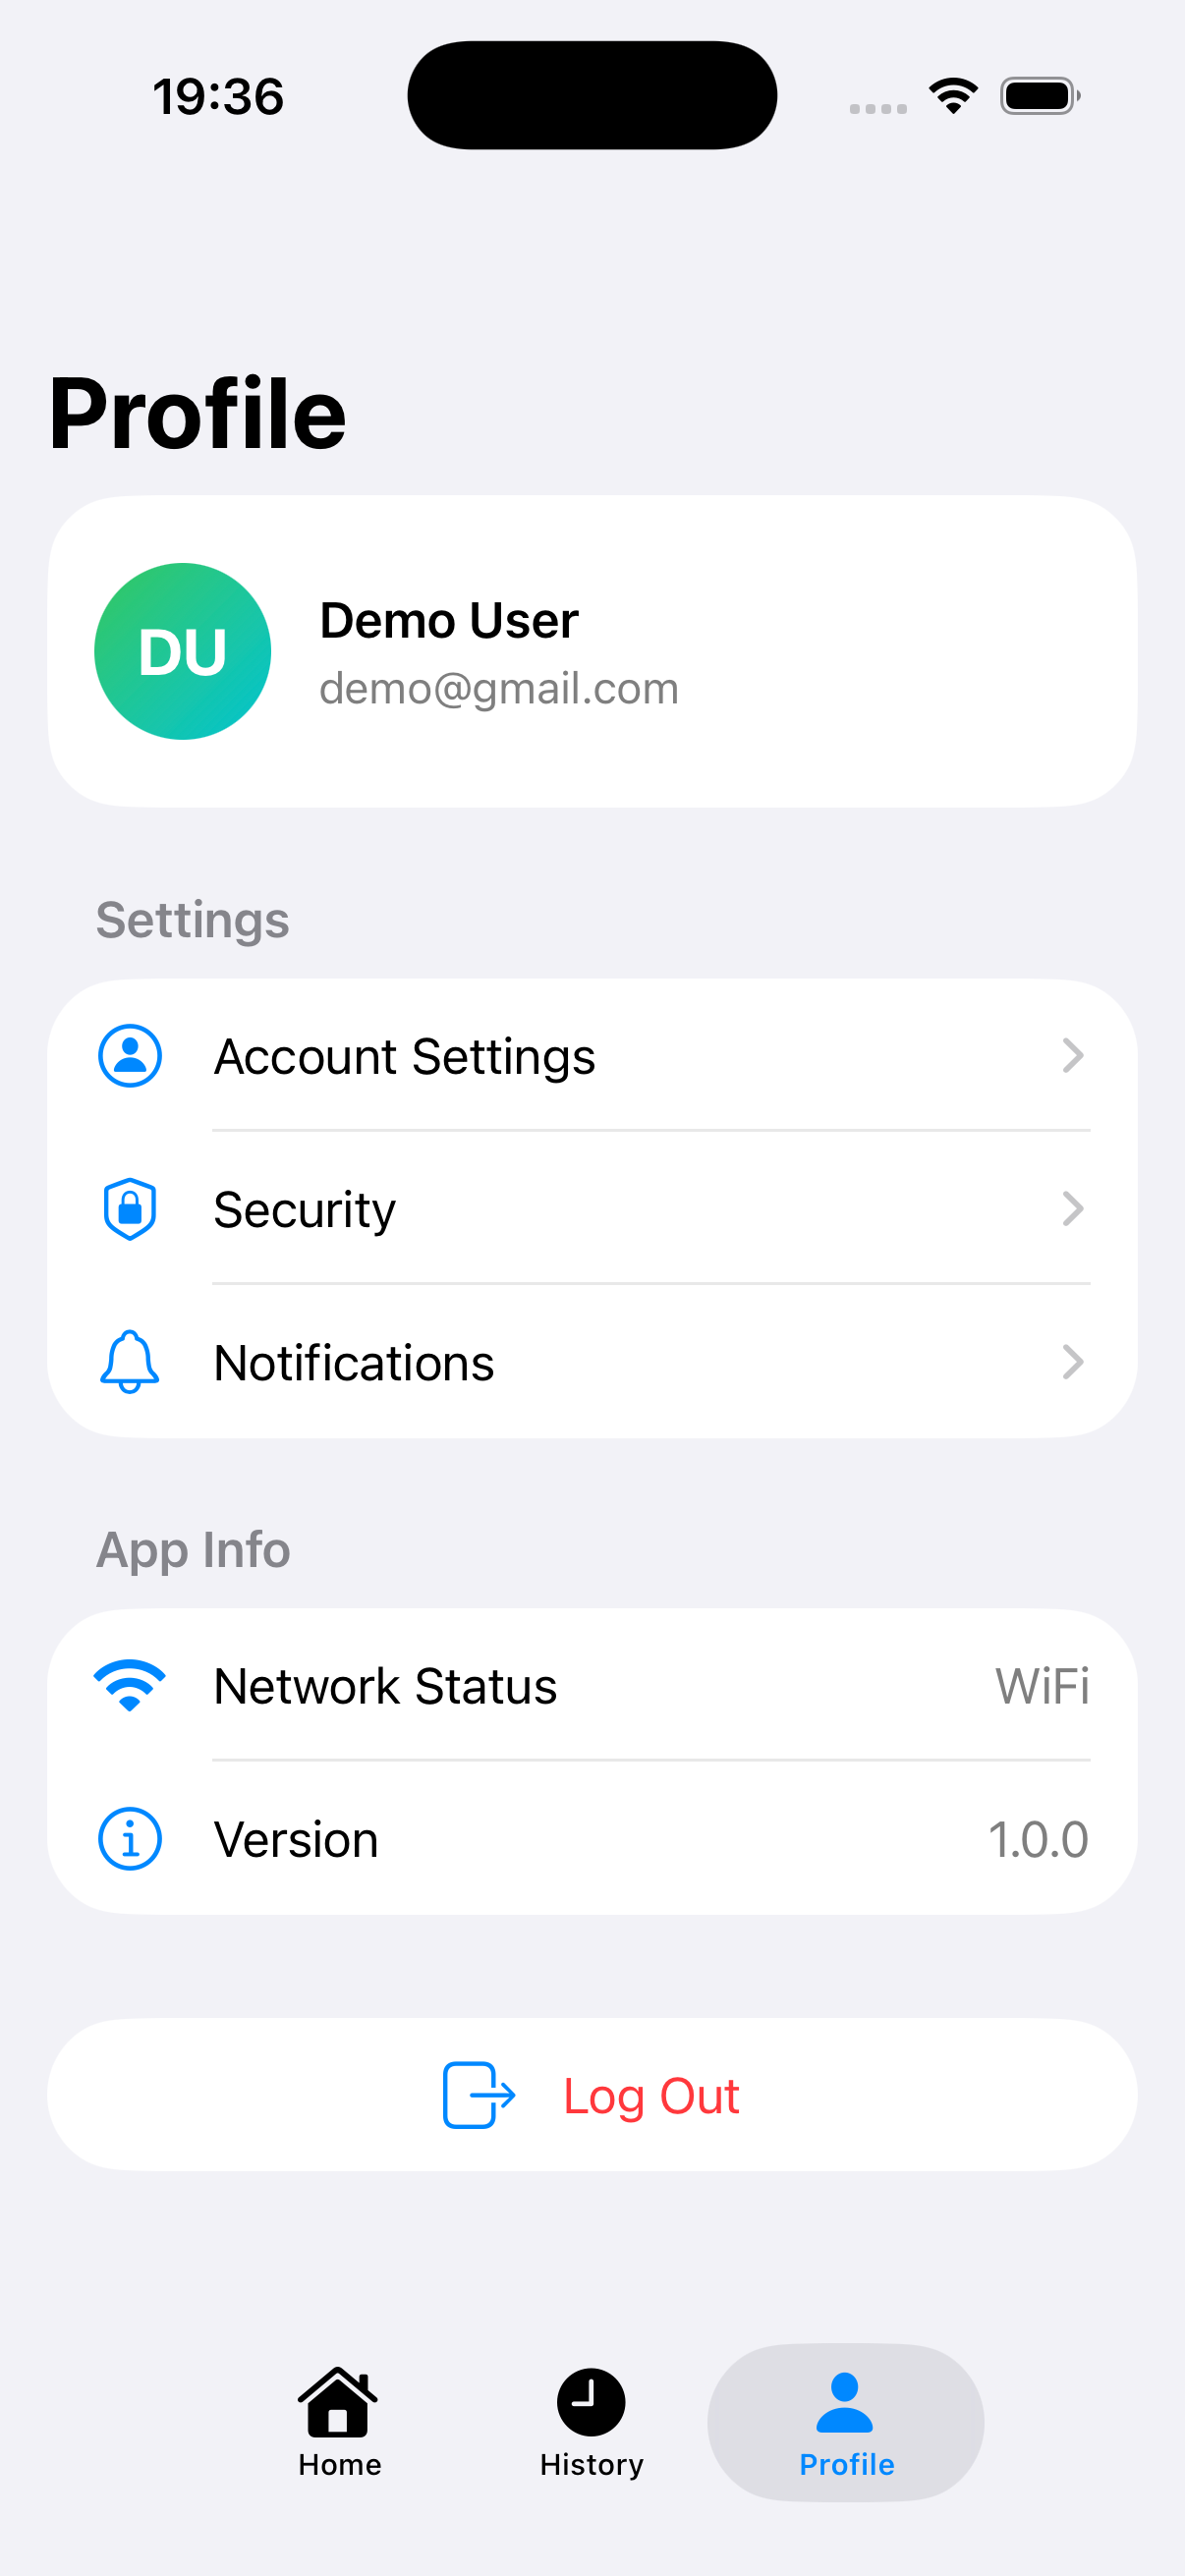 19:36
Profile
DU
Demo User
demo@gmail.com
Settings
Account Settings
Security
Notifications
App Info
Network Status WiFi
Version 1.0.0
Log Out
Home History Profile